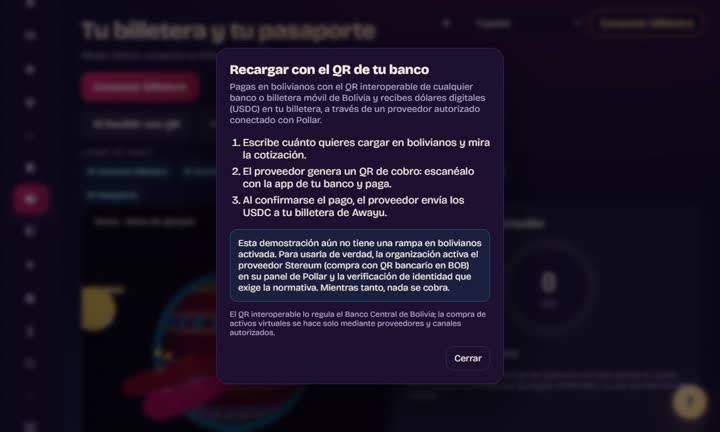 Tu billetera y tu pasaporte
Recargar con el QR de tu banco
Pagas en bolivianos con el QR interoperable de cualquier
banco o billetera móvil de Bolivia y recibes dólares digitales
(USDC) en tu billetera, a través de un proveedor autorizado
conectado con Pollar.
1. Escribe cuánto quieres cargar en bolivianos y mira
la cotización.
2. El proveedor genera un QR de cobro: escanéalo
con la app de tu banco y paga.
3. Al confirmarse el pago, el proveedor envía los
USDC a tu billetera de Awayu.
Esta demostración aún no tiene una rampa en bolivianos
activada. Para usarla de verdad, la organización activa el
proveedor Stereum (compra con QR bancario en BOB)
en su panel de Pollar y la verificación de identidad que
exige la normativa. Mientras tanto, nada se cobra.
El QR interoperable lo regula el Banco Central de Bolivia; la compra de
activos virtuales se hace solo mediante proveedores y canales
autorizados.
Cerrar